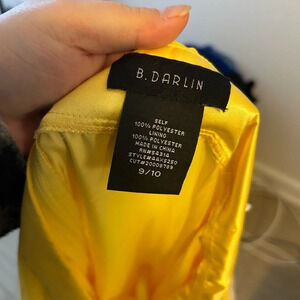 B. DARLIN
SELF
100% POLYESTER
LINING
100% POLYESTER
MADE IN CHINA
9/10